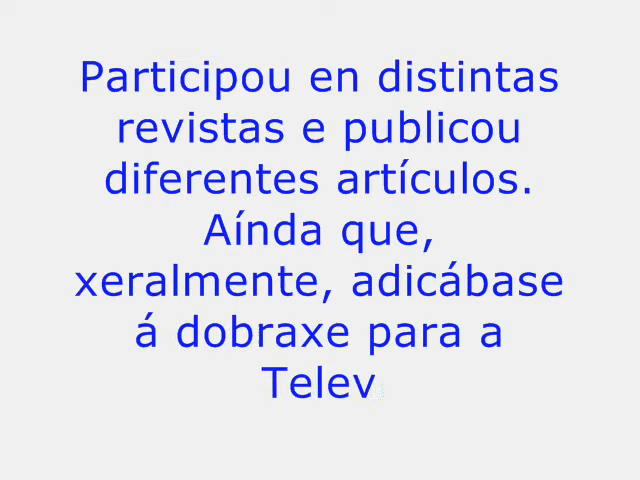 Participou en distintas
revistas e publicou
diferentes artículos.
Aínda que,
xeralmente, adicábase
á dobraxe para a
Telev